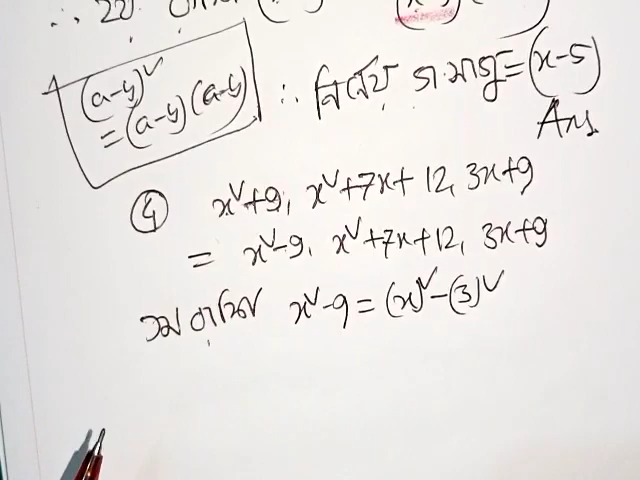 (a-y)²
= (a-y)(a-y)
∴ নির্ণেয় গ.সাগু = (x-5)
Ans
④ x²+9, x²+7x+12, 3x+9
= x²-9, x²+7x+12, 3x+9
১ম রাশি x²-9 = (x)²-(3)²